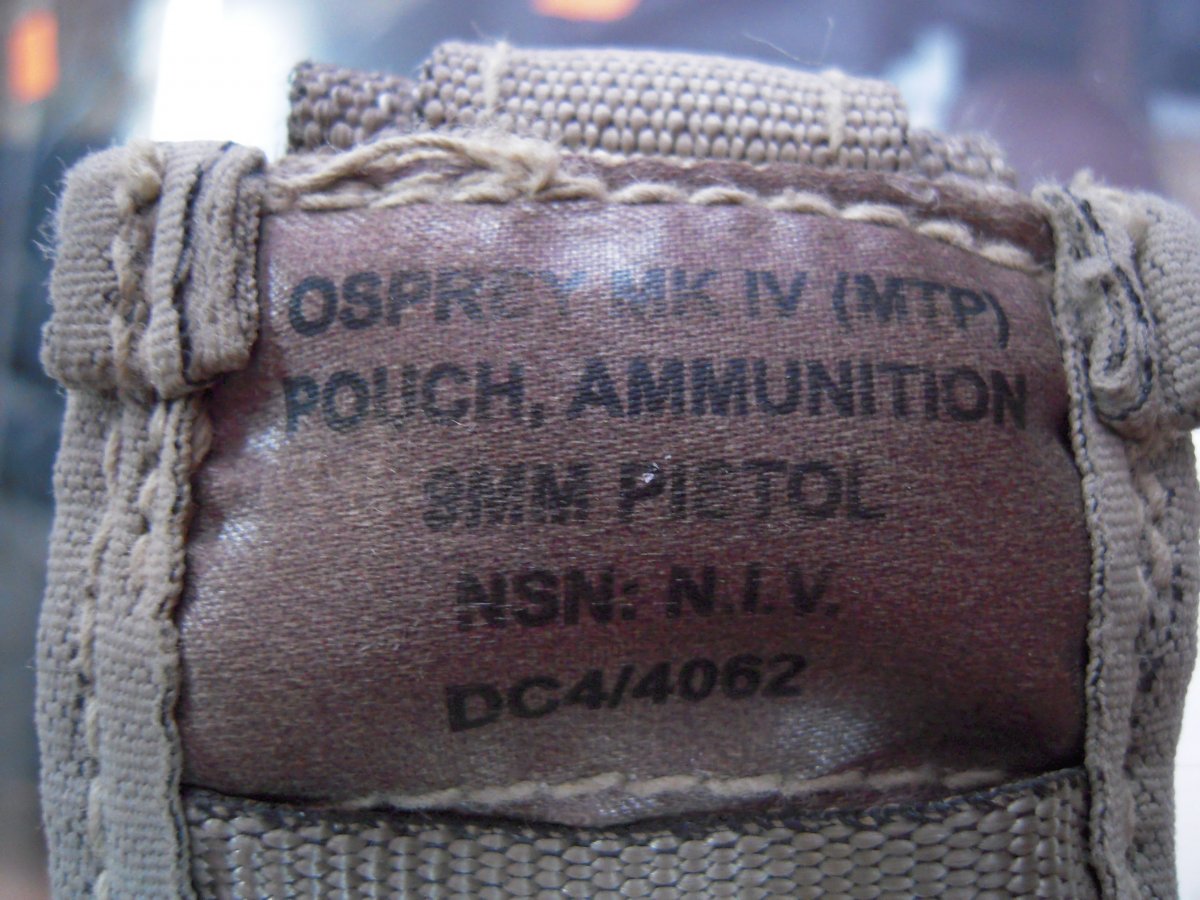 OSPREY MK IV (MTP)
POUCH, AMMUNITION
9MM PISTOL
NSN: N.I.V.
DC4/4062